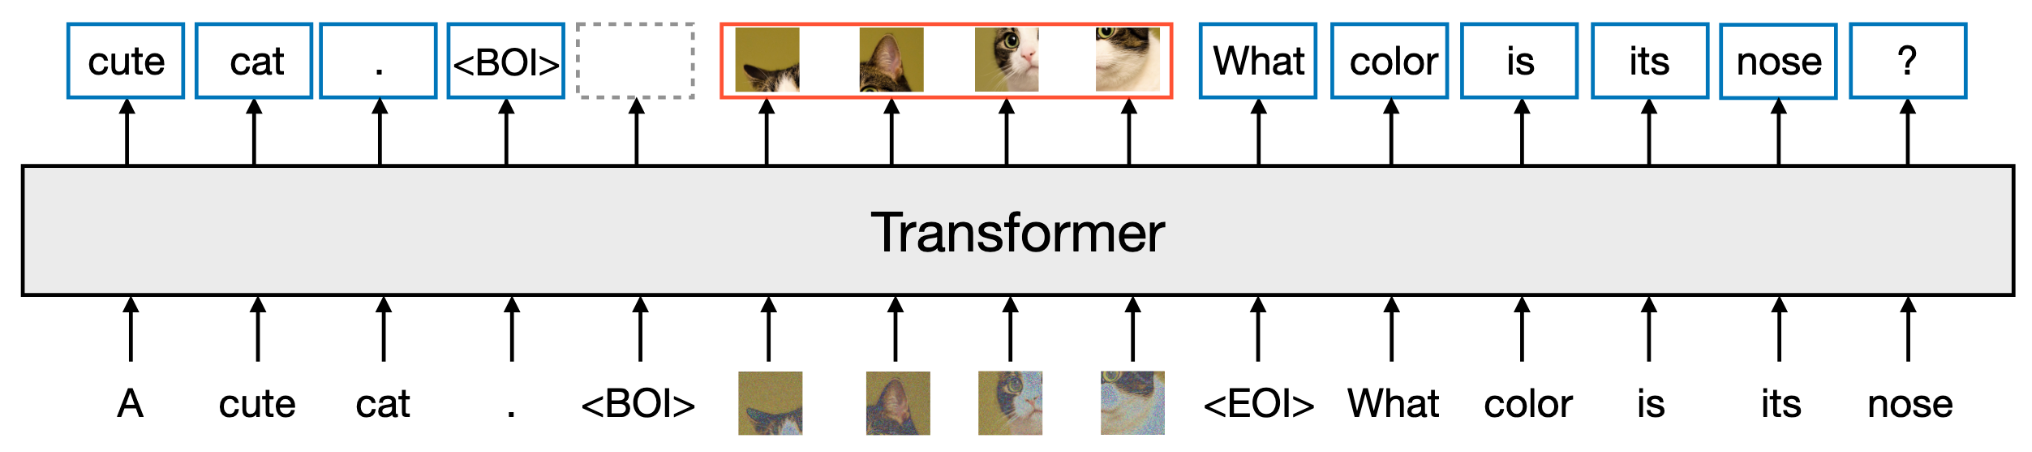 cute cat . <BOI> What color is its nose ?
Transformer
A cute cat . <BOI> <EOI> What color is its nose